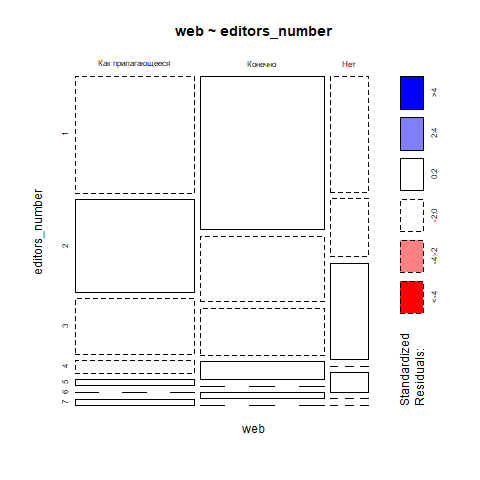 web ~ editors_number
Как прилагающееся
Конечно
Нет
1
2
3
4
5
6
7
editors_number
web
>4
2:4
0:2
-2:0
-4:-2
<-4
Standardized
Residuals: